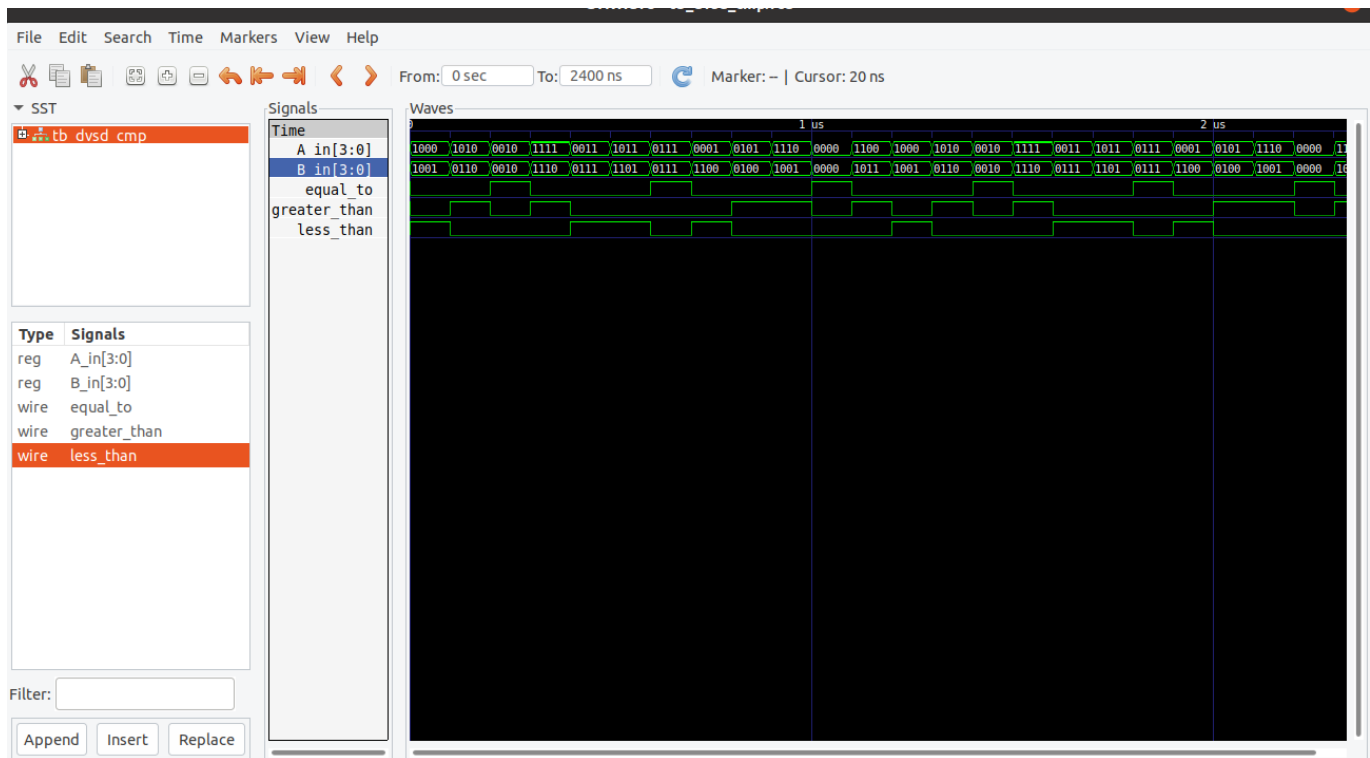 File Edit Search Time Markers View Help
From: 0 sec To: 2400 ns Marker: -- | Cursor: 20 ns
SST
tb_dvsd_cmp
Type Signals
reg A_in[3:0]
reg B_in[3:0]
wire equal_to
wire greater_than
wire less_than
Filter:
Append Insert Replace
Signals
Time
A_in[3:0]
B_in[3:0]
equal_to
greater_than
less_than
Waves
0 1 us 2 us
1000 1010 0010 1111 0011 1011 0111 0001 0101 1110 0000 1100 1000 1010 0010 1111 0011 1011 0111 0001 0101 1110 0000 11
1001 0110 0010 1110 0111 1101 0111 1100 0100 1001 0000 1011 1001 0110 0010 1110 0111 1101 0111 1100 0100 1001 0000 10